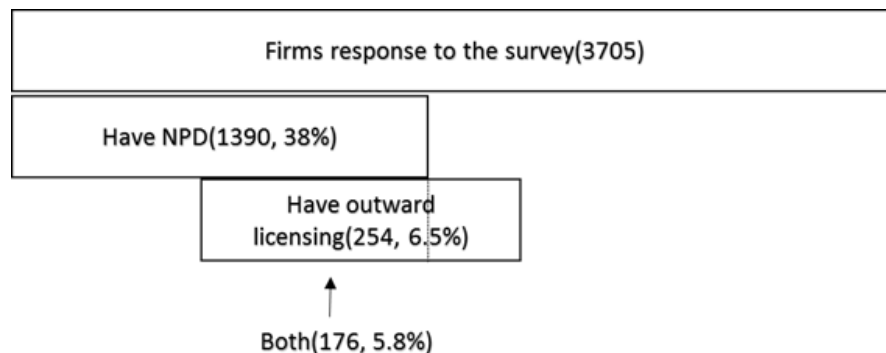 Firms response to the survey(3705)
Have NPD(1390, 38%)
Have outward
licensing(254, 6.5%)
Both(176, 5.8%)